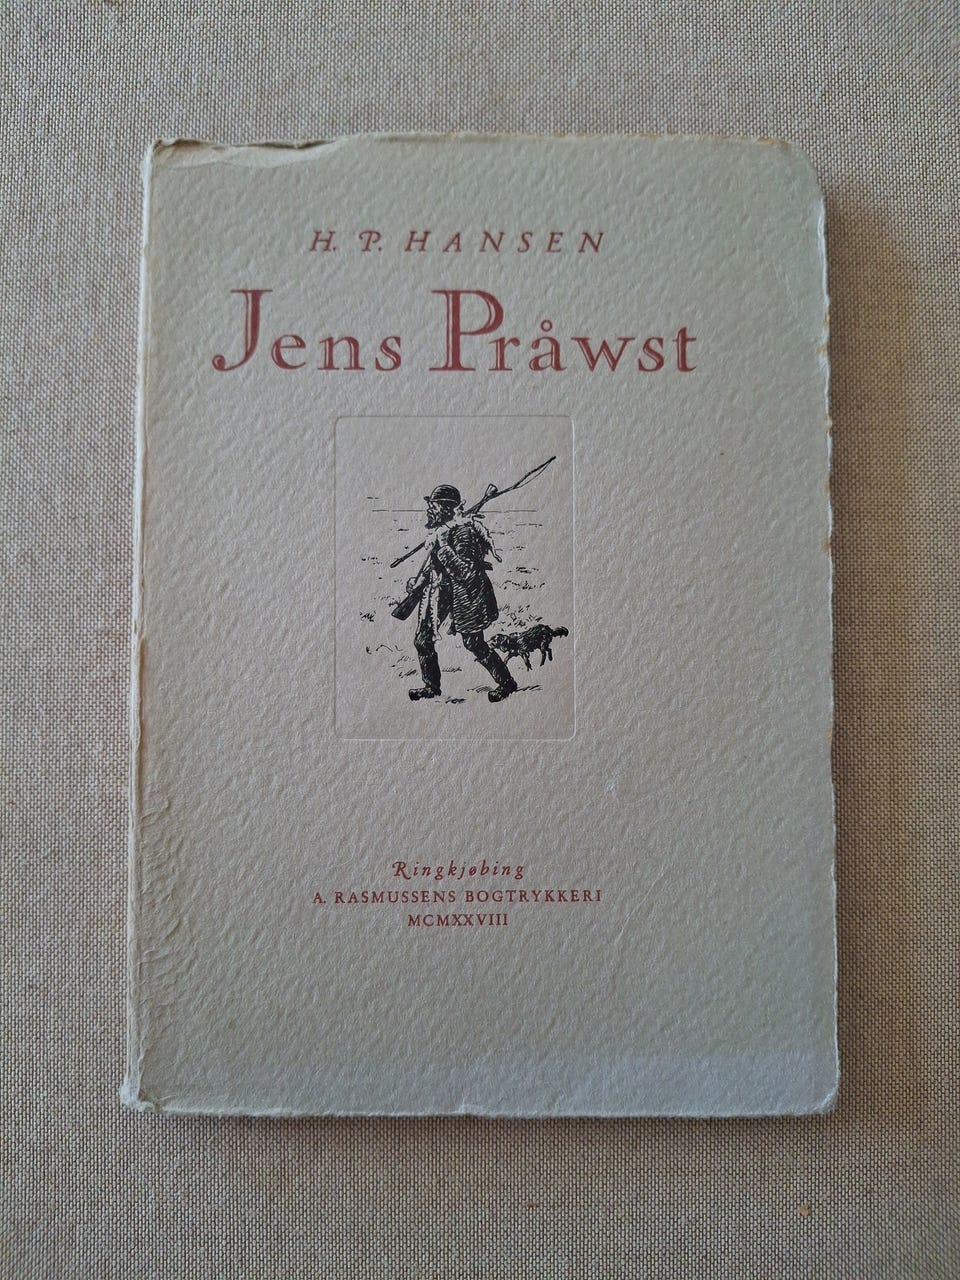 H. P. HANSEN
Jens Pråwst
Ringkjøbing
A. RASMUSSENS BOGTRYKKERI
MCMXXVIII